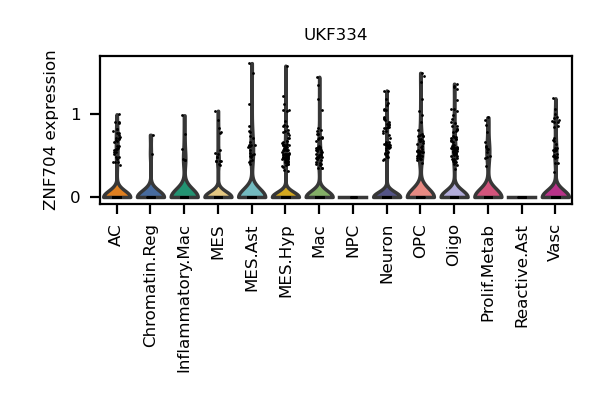 UKF334
ZNF704 expression
1
0
AC
Chromatin.Reg
Inflammatory.Mac
MES
MES.Ast
MES.Hyp
Mac
NPC
Neuron
OPC
Oligo
Prolif.Metab
Reactive.Ast
Vasc